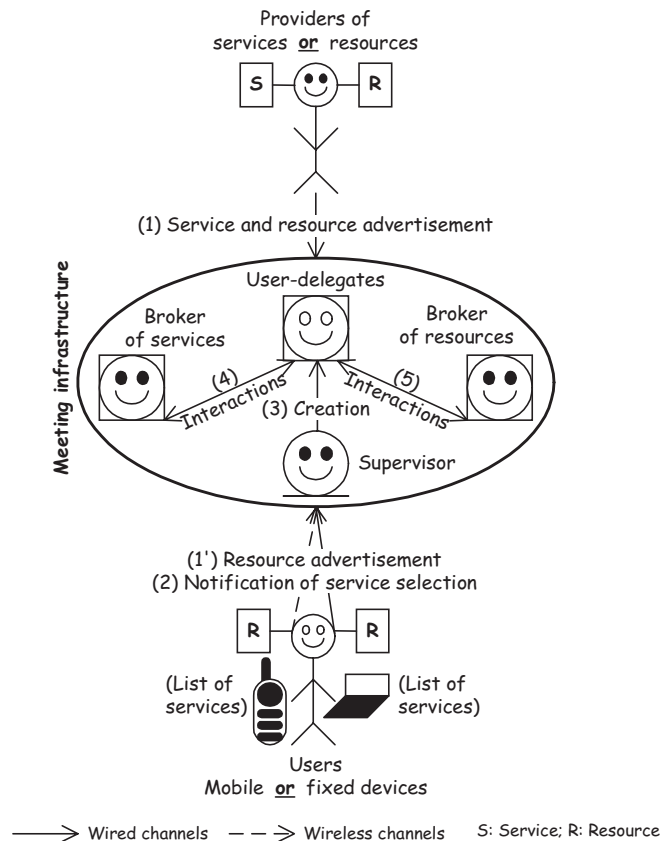 Providers of
services or resources
S
R
(1) Service and resource advertisement
Meeting infrastructure
User-delegates
Broker
of services
Broker
of resources
(4)
Interactions
(5)
Interactions
(3) Creation
Supervisor
(1') Resource advertisement
(2) Notification of service selection
R
R
(List of
services)
(List of
services)
Users
Mobile or fixed devices
Wired channels
Wireless channels
S: Service; R: Resource